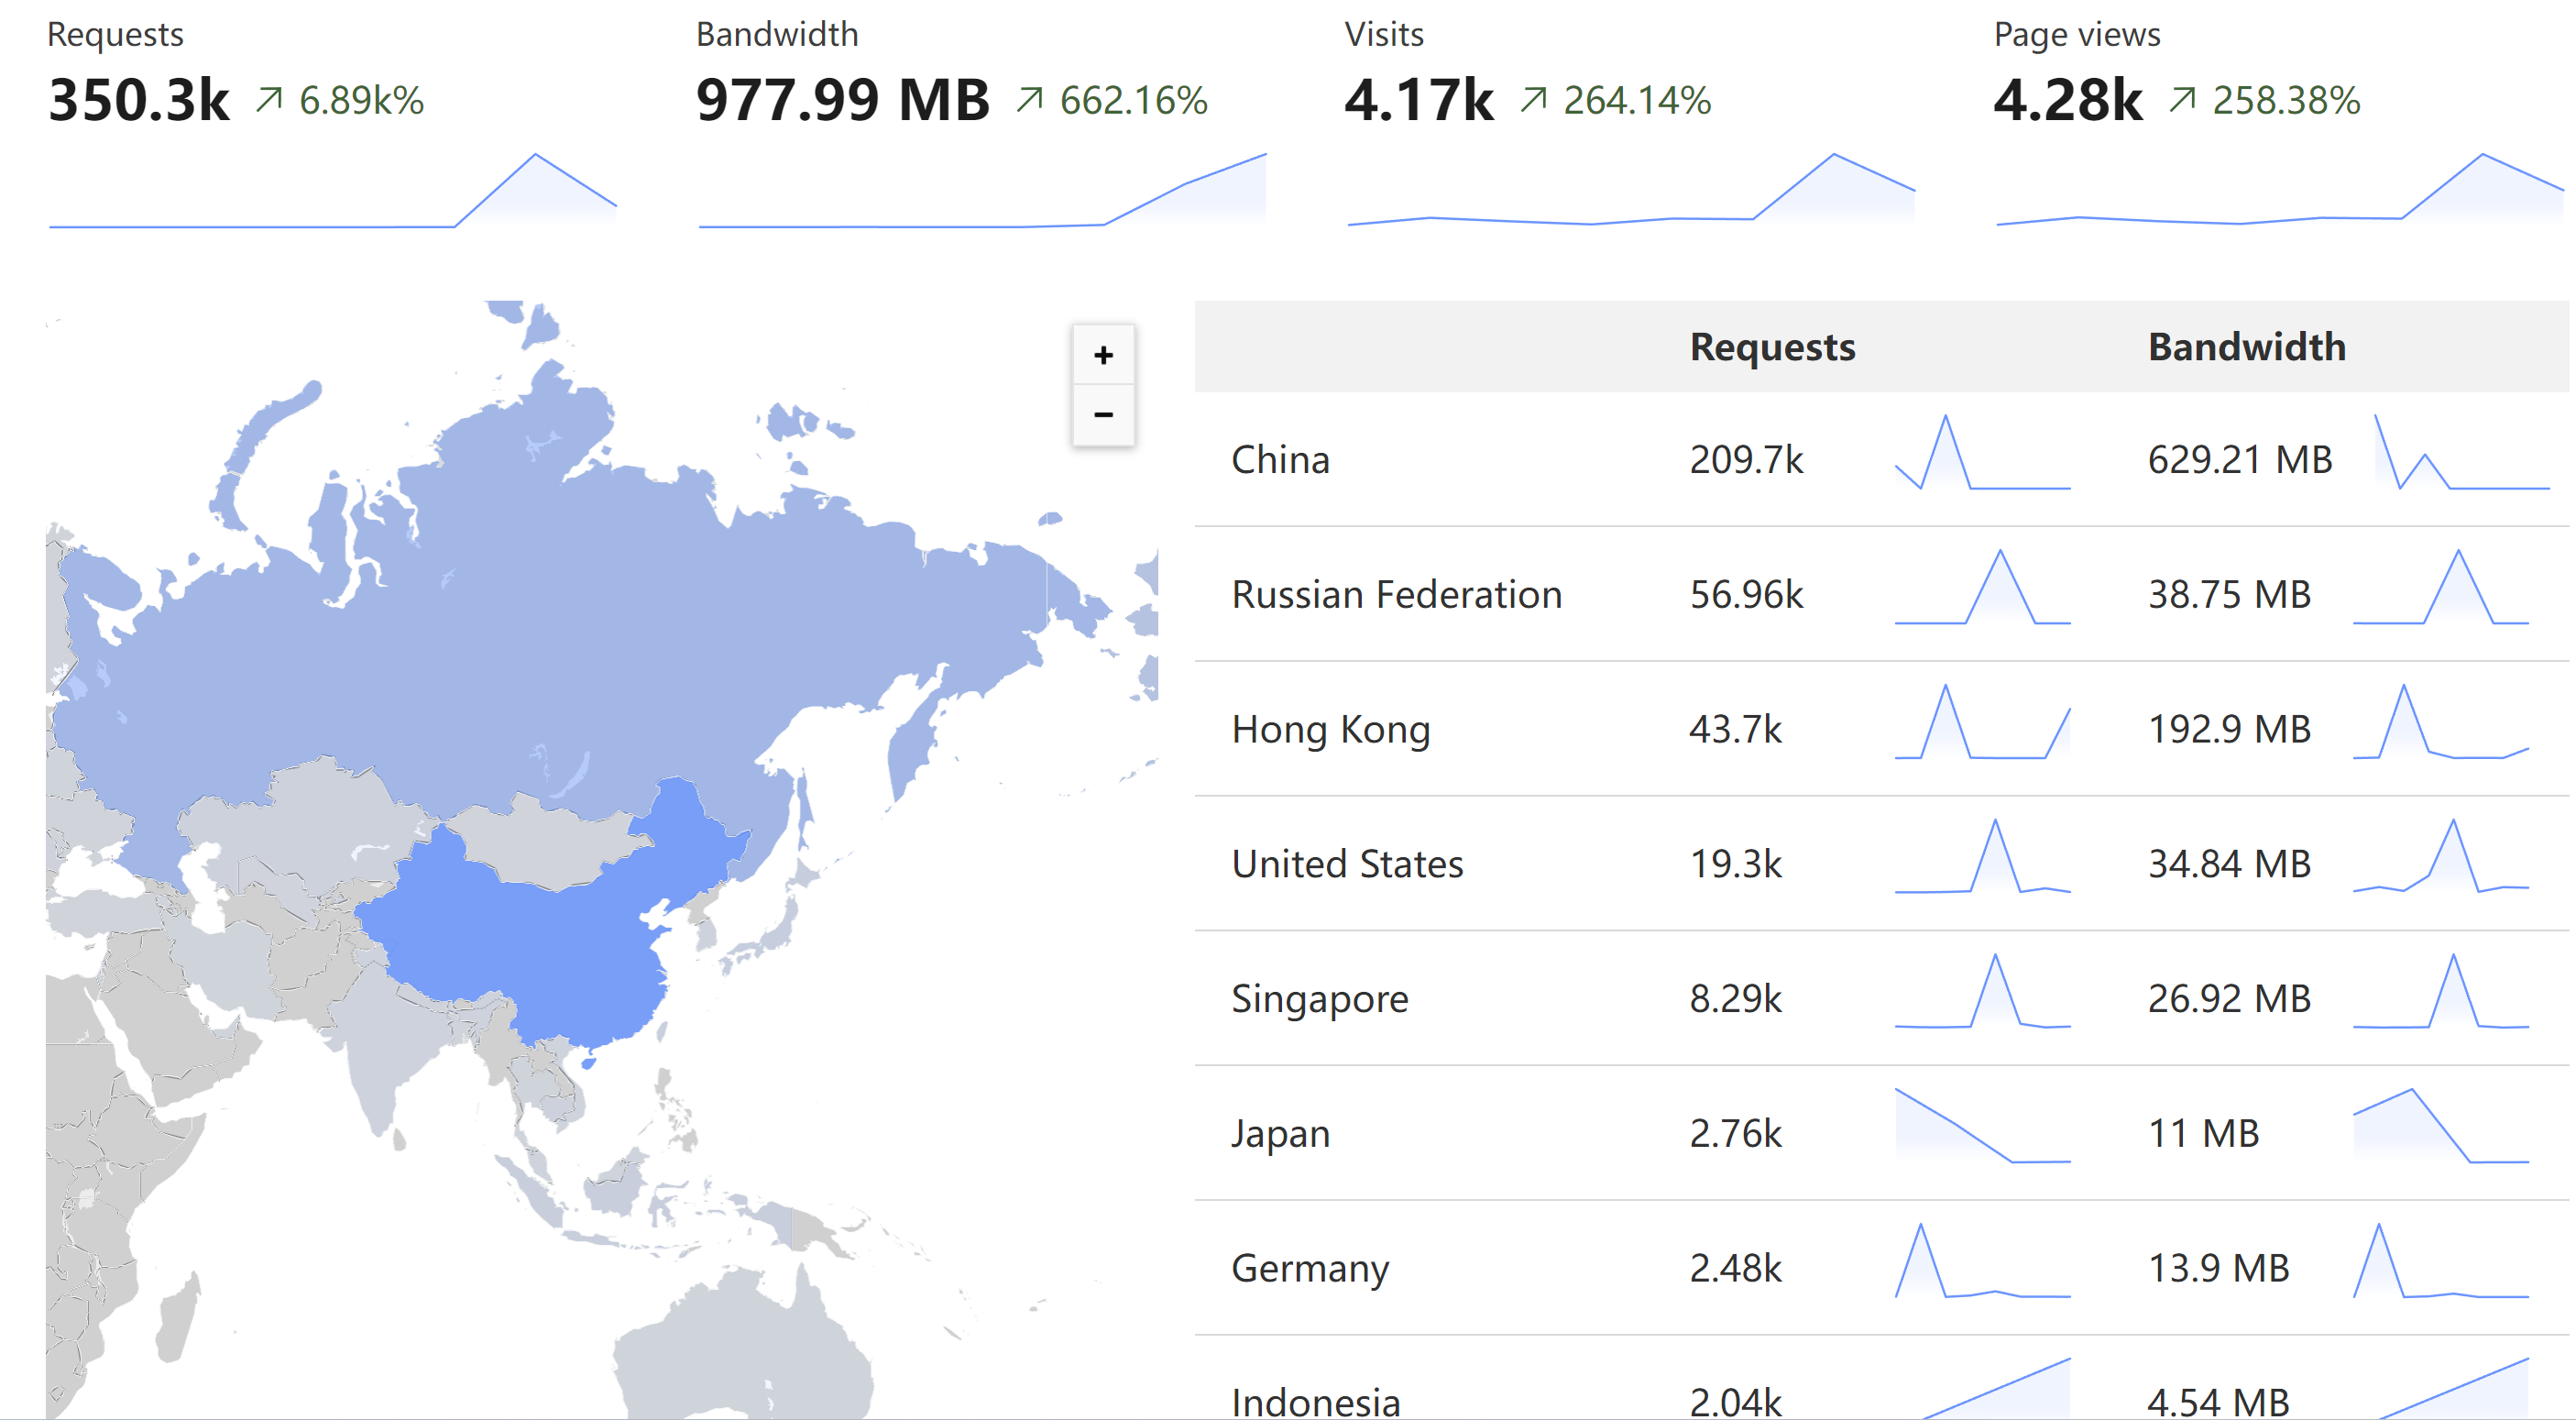 Requests
350.3k ↗ 6.89k%
Bandwidth
977.99 MB ↗ 662.16%
Visits
4.17k ↗ 264.14%
Page views
4.28k ↗ 258.38%
+
−
Requests Bandwidth
China 209.7k 629.21 MB
Russian Federation 56.96k 38.75 MB
Hong Kong 43.7k 192.9 MB
United States 19.3k 34.84 MB
Singapore 8.29k 26.92 MB
Japan 2.76k 11 MB
Germany 2.48k 13.9 MB
Indonesia 2.04k 4.54 MB